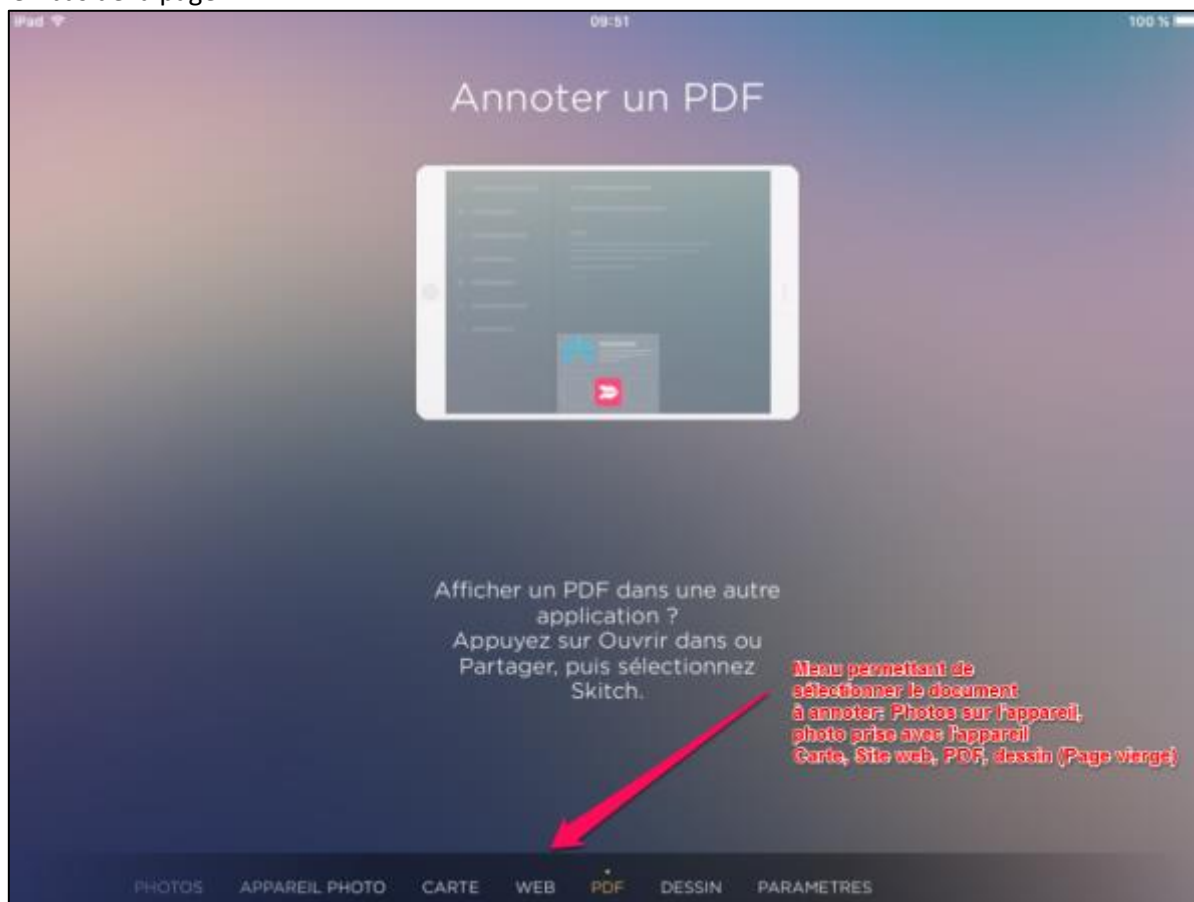 iPad
09:51
100 %
Annoter un PDF
Afficher un PDF dans une autre
application ?
Appuyez sur Ouvrir dans ou
Partager, puis sélectionnez
Skitch.
Menu permettant de
sélectionner le document
à annoter: Photos sur l'appareil,
photo prise avec l'appareil
Carte, Site web, PDF, dessin (Page vierge)
PHOTOS APPAREIL PHOTO CARTE WEB PDF DESSIN PARAMETRES